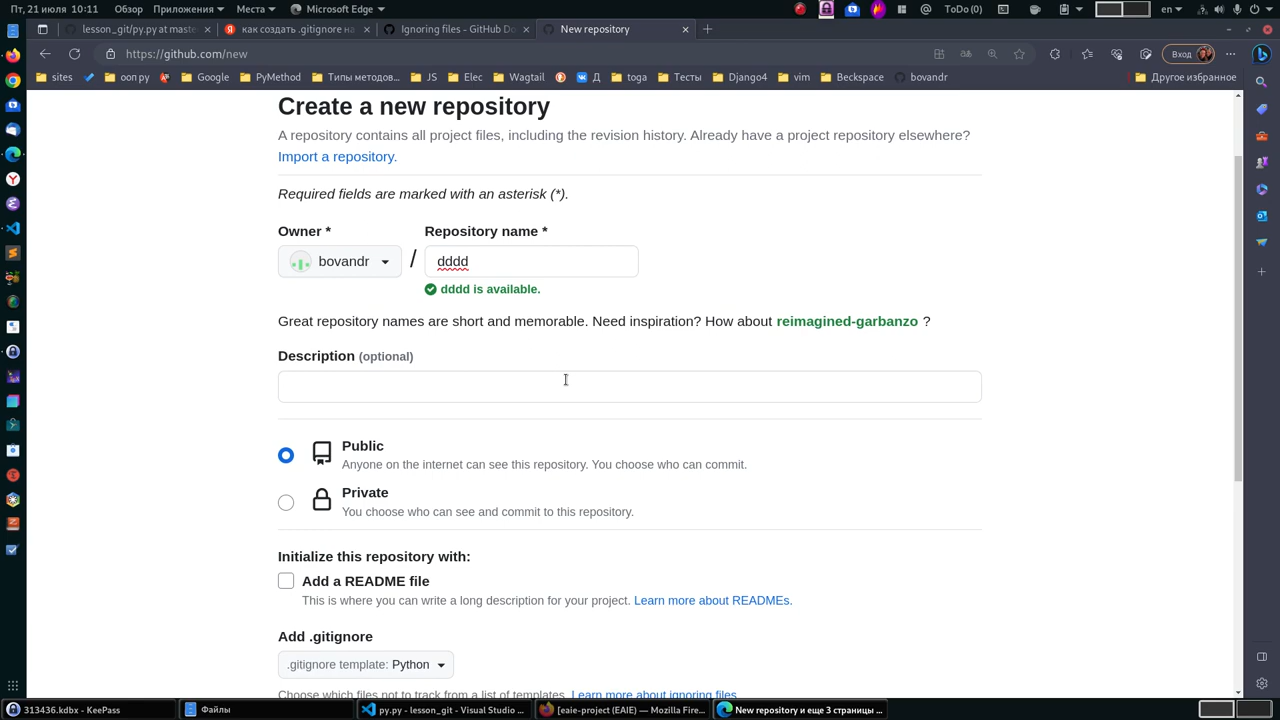 Пт, 21 июля 10:11
Обзор
Приложения
Места
Microsoft Edge
ToDo(0)
en
lesson_git/py.py at maste
как создать .gitignore на
Ignoring files - GitHub Do
New repository
https://github.com/new
Вход
sites
ооп ру
Google
PyMethod
Типы методов...
JS
Elec
Wagtail
Д
toga
Тесты
Django4
vim
Beckspace
bovandr
Другое избранное
Create a new repository
A repository contains all project files, including the revision history. Already have a project repository elsewhere?
Import a repository.
Required fields are marked with an asterisk (*).
Owner *
Repository name *
bovandr
/
dddd
dddd is available.
Great repository names are short and memorable. Need inspiration? How about reimagined-garbanzo ?
Description (optional)
Public
Anyone on the internet can see this repository. You choose who can commit.
Private
You choose who can see and commit to this repository.
Initialize this repository with:
Add a README file
This is where you can write a long description for your project. Learn more about READMEs.
Add .gitignore
.gitignore template: Python
Choose which files not to track from a list of templates. Learn more about ignoring files.
313436.kdbx - KeePass
Файлы
py.py - lesson_git - Visual Studio ...
[eaie-project (EAIE) — Mozilla Fire...
New repository и еще 3 страницы ...